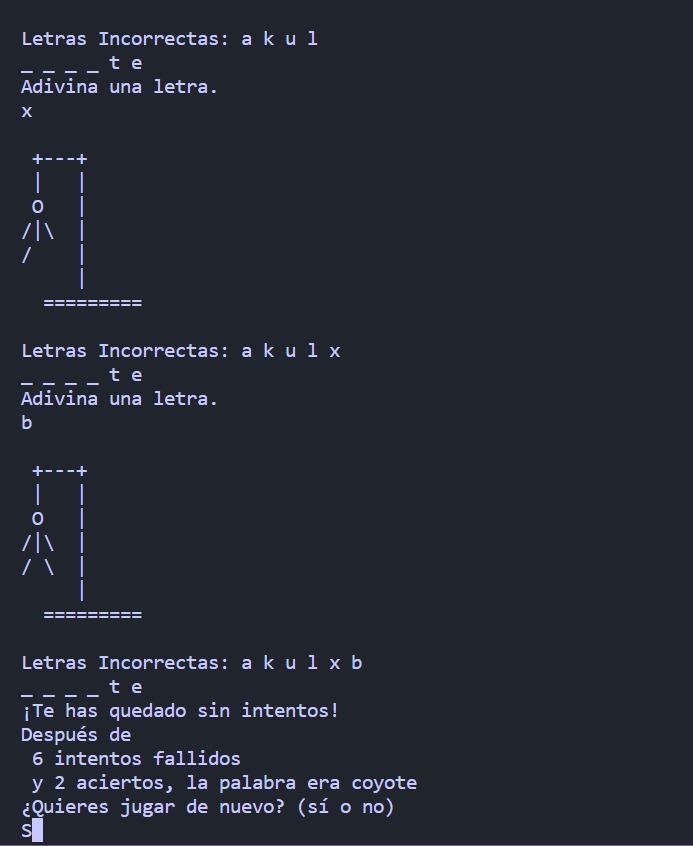 Letras Incorrectas: a k u l
_ _ _ _ t e
Adivina una letra.
x
 +---+
 |   |
 O   |
/|\  |
/    |
     |
  =========
Letras Incorrectas: a k u l x
_ _ _ _ t e
Adivina una letra.
b
 +---+
 |   |
 O   |
/|\  |
/ \  |
     |
  =========
Letras Incorrectas: a k u l x b
_ _ _ _ t e
¡Te has quedado sin intentos!
Después de
 6 intentos fallidos
 y 2 aciertos, la palabra era coyote
¿Quieres jugar de nuevo? (sí o no)
S